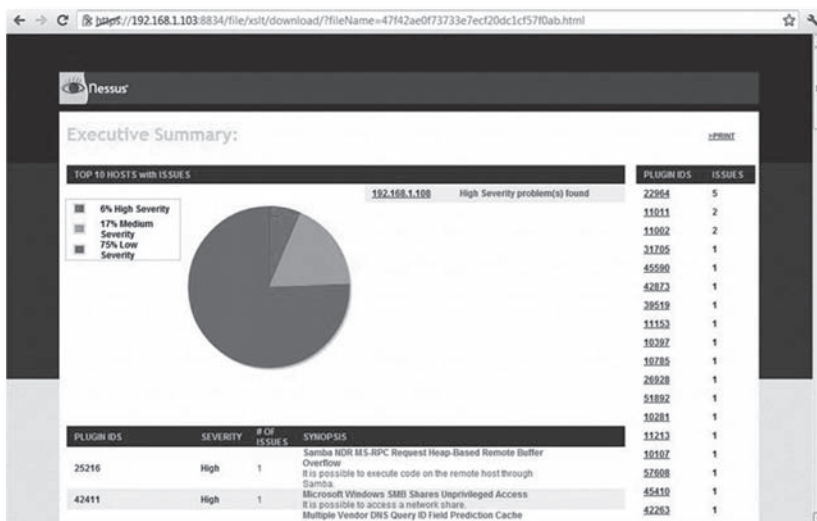 https://192.168.1.103:8834/file/xslt/download/?fileName=47f42ae0f73733e7ecf20dc1cf57f0ab.html
Nessus
Executive Summary:
>PRINT
TOP 10 HOSTS with ISSUES
6% High Severity
17% Medium
Severity
75% Low
Severity
192.168.1.108 High Severity problem(s) found
PLUGIN IDS SEVERITY # OF ISSUES SYNOPSIS
25216 High 1 Samba NDR MS-RPC Request Heap-Based Remote Buffer
Overflow
It is possible to execute code on the remote host through
Samba.
42411 High 1 Microsoft Windows SMB Shares Unprivileged Access
It is possible to access a network share.
Multiple Vendor DNS Query ID Field Prediction Cache
PLUGIN IDS ISSUES
22964 5
11011 2
11002 2
31705 1
45590 1
42873 1
39519 1
11153 1
10397 1
10785 1
26928 1
51892 1
10281 1
11213 1
10107 1
57608 1
45410 1
42263 1